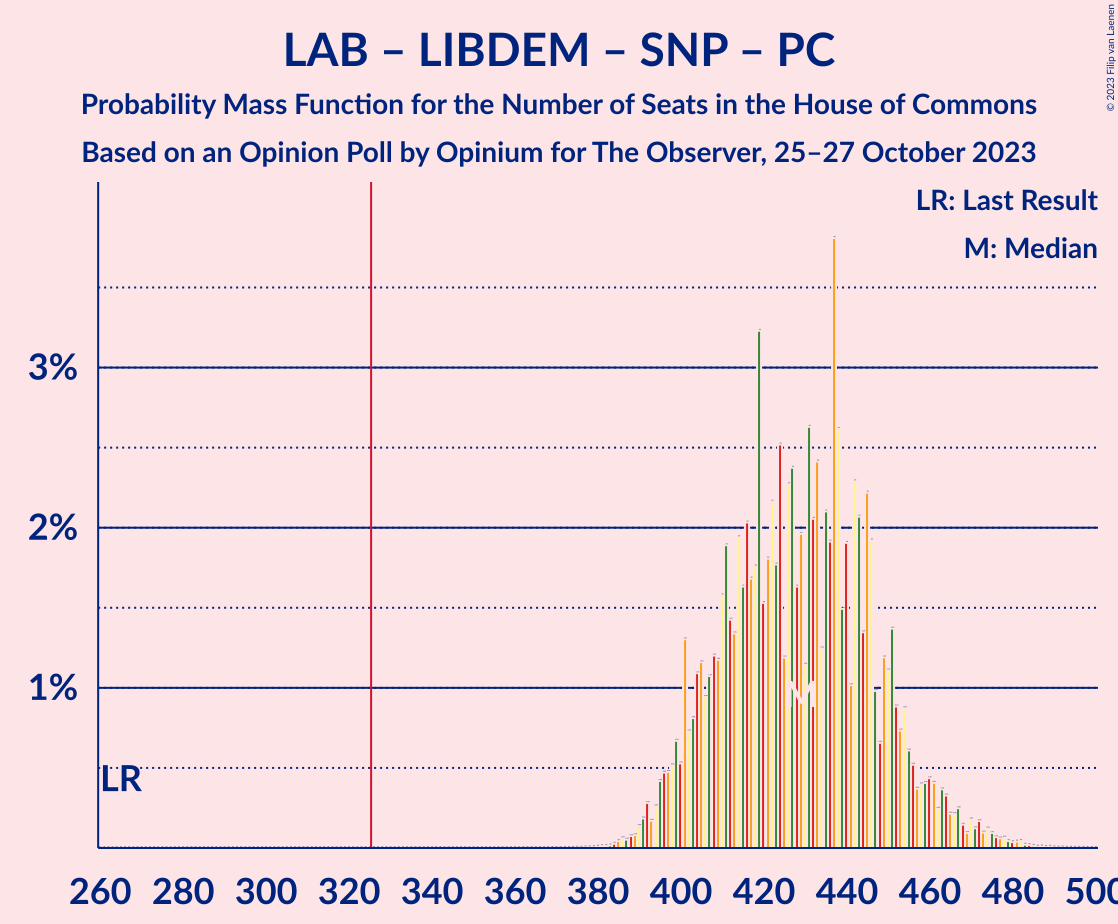 LAB – LIBDEM – SNP – PC
Probability Mass Function for the Number of Seats in the House of Commons
Based on an Opinion Poll by Opinium for The Observer, 25–27 October 2023
© 2023 Filip van Laenen
LR: Last Result
M: Median
3%
2%
1%
LR
M
260 280 300 320 340 360 380 400 420 440 460 480 500